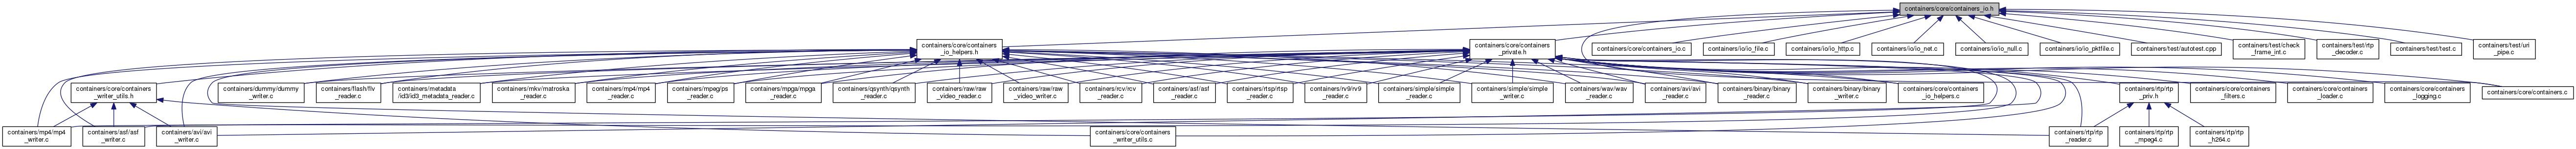 containers/core/containers_io.h
containers/core/containers
_io_helpers.h
containers/core/containers
_private.h
containers/core/containers_io.c
containers/io/io_file.c
containers/io/io_http.c
containers/io/io_net.c
containers/io/io_null.c
containers/io/io_pktfile.c
containers/test/autotest.cpp
containers/test/check
_frame_int.c
containers/test/rtp
_decoder.c
containers/test/test.c
containers/test/uri
_pipe.c
containers/core/containers
_writer_utils.h
containers/dummy/dummy
_writer.c
containers/flash/flv
_reader.c
containers/metadata
/id3/id3_metadata_reader.c
containers/mkv/matroska
_reader.c
containers/mp4/mp4
_reader.c
containers/mpeg/ps
_reader.c
containers/mpga/mpga
_reader.c
containers/qsynth/qsynth
_reader.c
containers/raw/raw
_video_reader.c
containers/raw/raw
_video_writer.c
containers/rcv/rcv
_reader.c
containers/asf/asf
_reader.c
containers/rtsp/rtsp
_reader.c
containers/rv9/rv9
_reader.c
containers/simple/simple
_reader.c
containers/simple/simple
_writer.c
containers/wav/wav
_reader.c
containers/avi/avi
_reader.c
containers/binary/binary
_reader.c
containers/binary/binary
_writer.c
containers/core/containers
_io_helpers.c
containers/rtp/rtp
_priv.h
containers/core/containers
_filters.c
containers/core/containers
_loader.c
containers/core/containers
_logging.c
containers/core/containers.c
containers/mp4/mp4
_writer.c
containers/asf/asf
_writer.c
containers/avi/avi
_writer.c
containers/core/containers
_writer_utils.c
containers/rtp/rtp
_reader.c
containers/rtp/rtp
_mpeg4.c
containers/rtp/rtp
_h264.c